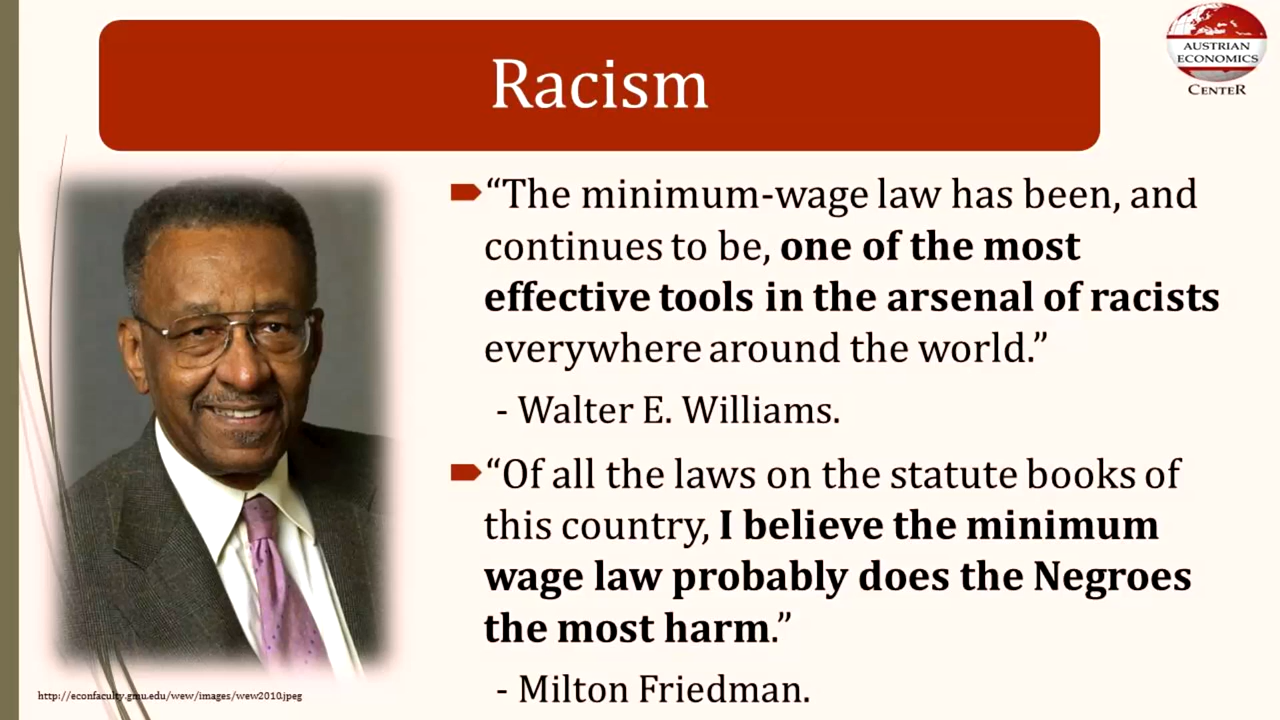 Racism
AUSTRIAN
ECONOMICS
CENTER
“The minimum-wage law has been, and
continues to be, one of the most
effective tools in the arsenal of racists
everywhere around the world.”
- Walter E. Williams.
“Of all the laws on the statute books of
this country, I believe the minimum
wage law probably does the Negroes
the most harm.”
- Milton Friedman.
http://econfaculty.gmu.edu/wew/images/wew2010.jpeg